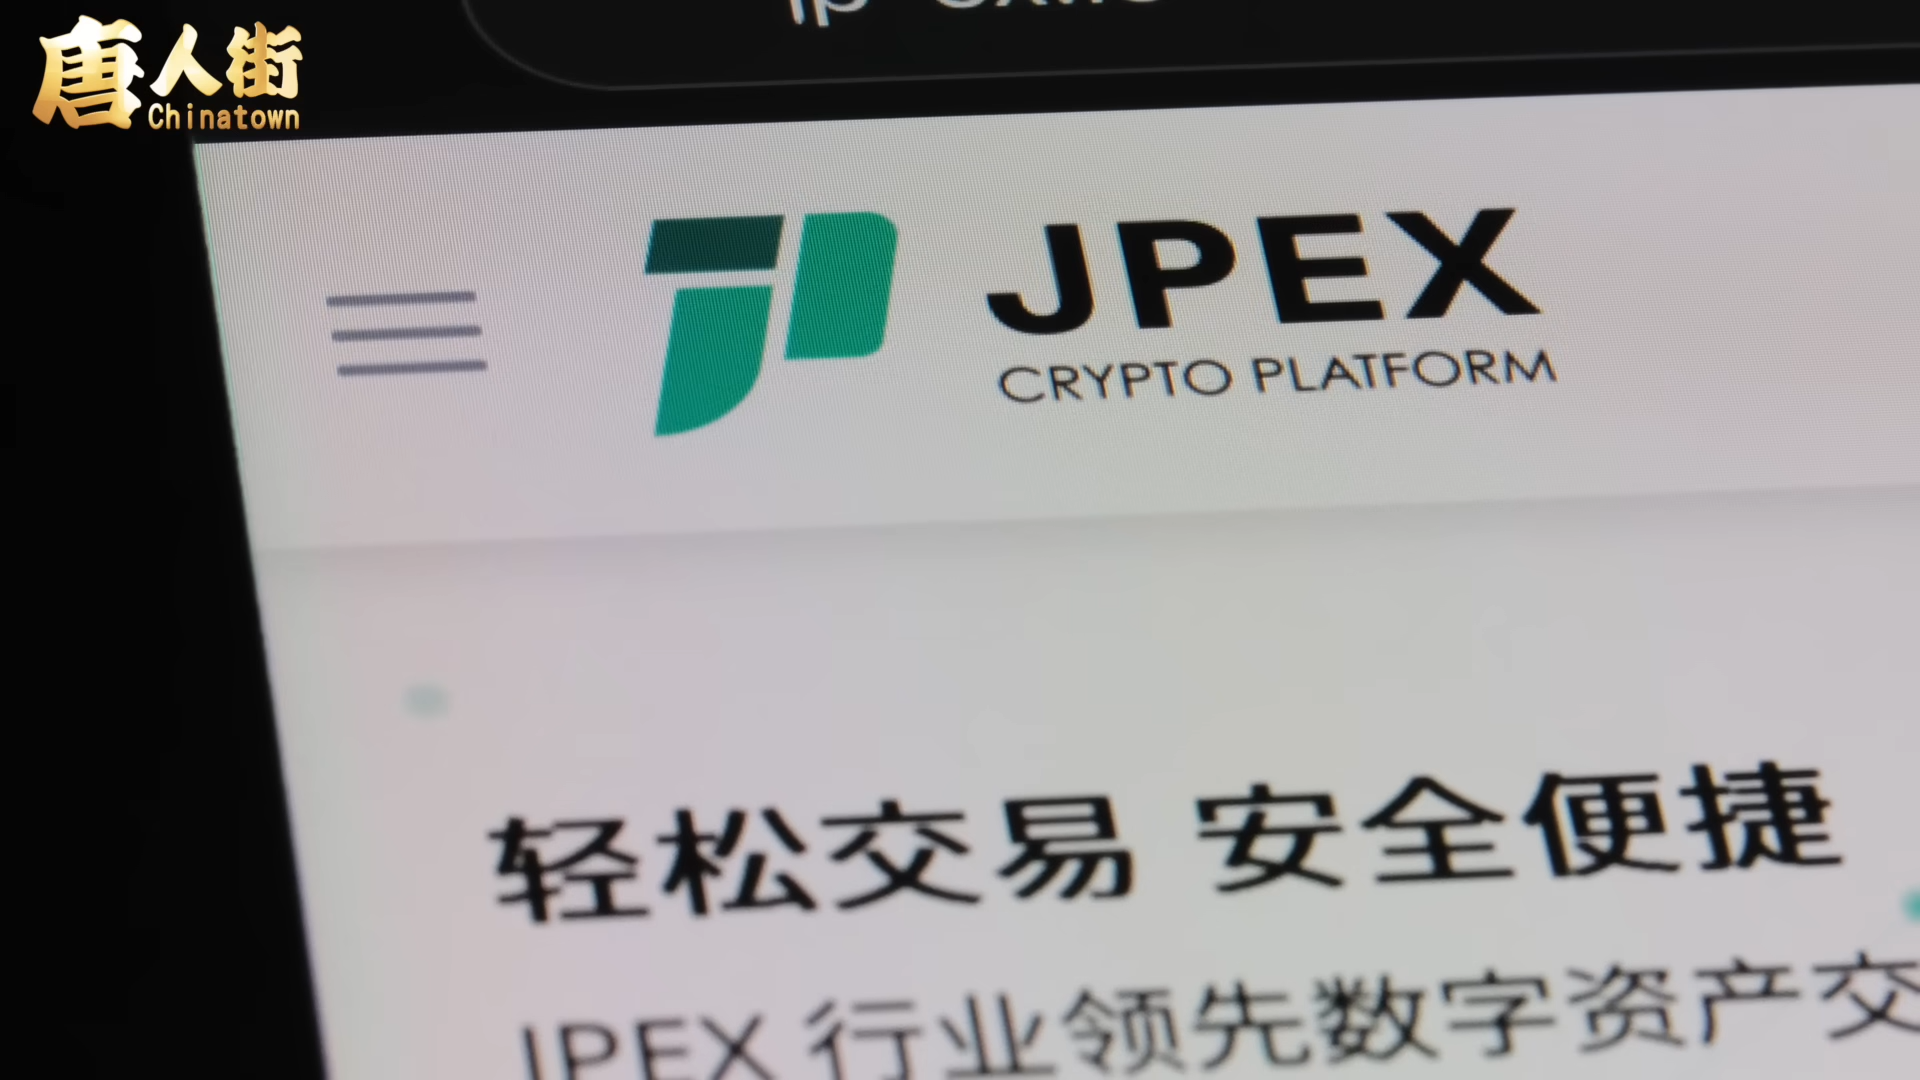 唐人街
Chinatown
JPEX
CRYPTO PLATFORM
轻松交易 安全便捷
JPEX 行业领先数字资产交